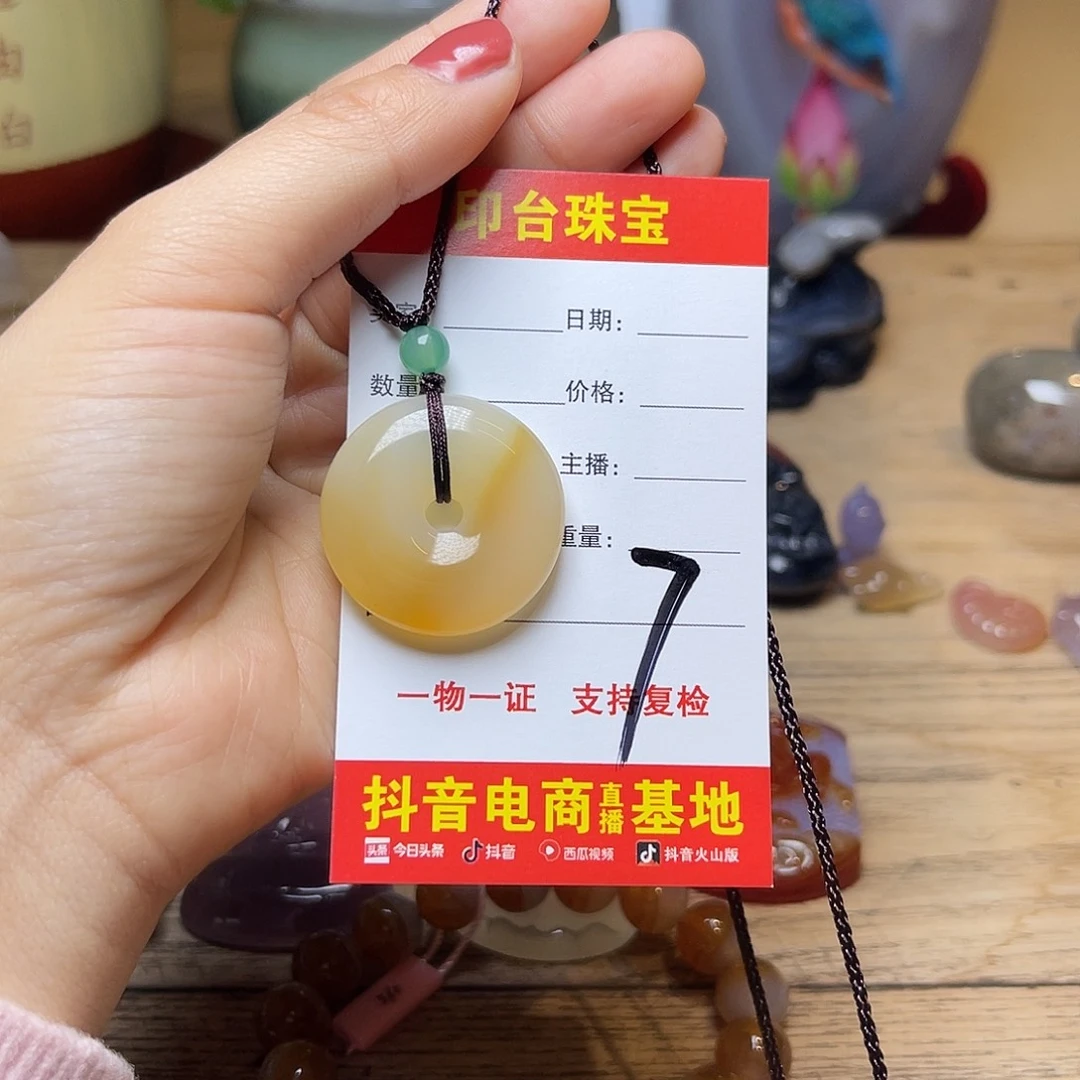 印台珠宝
日期：
数量
价格：
主播：
重量：
7
一物一证 支持复检
抖音电商直播基地
头条 今日头条 抖音 西瓜视频 抖音火山版